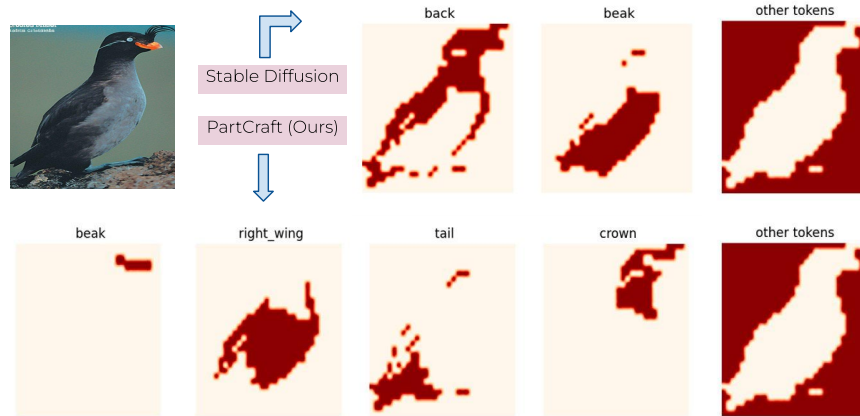 back
beak
other tokens
Stable Diffusion
PartCraft (Ours)
beak
right_wing
tail
crown
other tokens